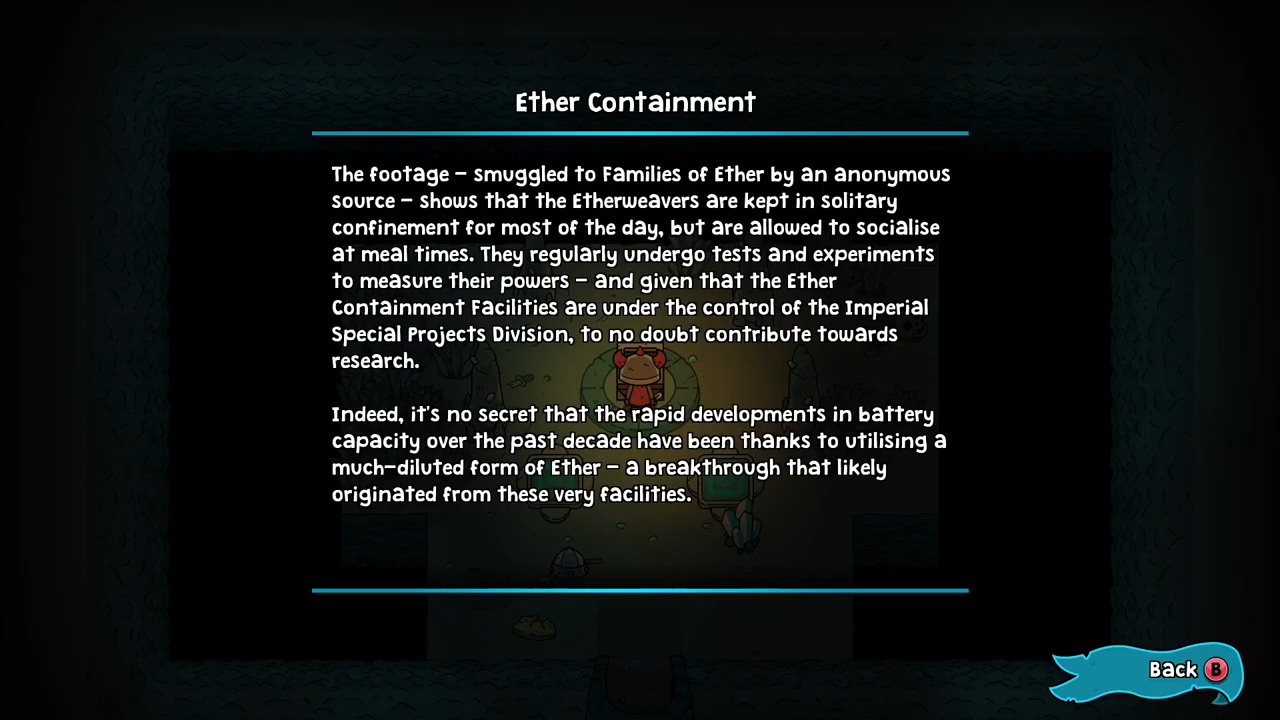 Ether Containment
The footage – smuggled to Families of Ether by an anonymous
source – shows that the Etherweavers are kept in solitary
confinement for most of the day, but are allowed to socialise
at meal times. They regularly undergo tests and experiments
to measure their powers – and given that the Ether
Containment Facilities are under the control of the Imperial
Special Projects Division, to no doubt contribute towards
research.
Indeed, it's no secret that the rapid developments in battery
capacity over the past decade have been thanks to utilising a
much-diluted form of Ether – a breakthrough that likely
originated from these very facilities.
Back B